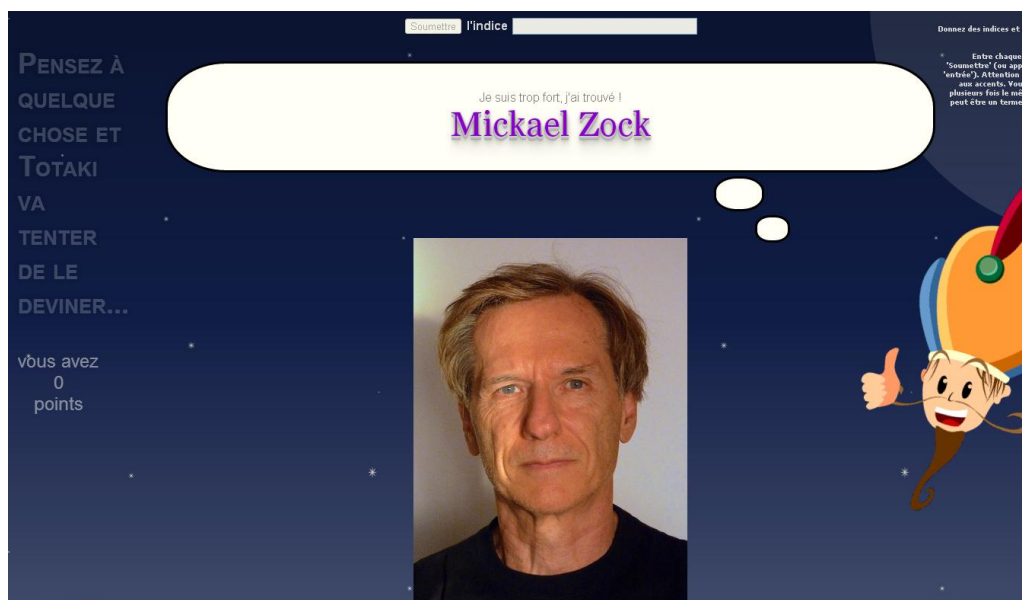 Soumettre l'indice
Donnez des indices et
Entre chaque
'Soumettre' (ou app
'entrée'). Attention
aux accents. Vou
plusieurs fois le mê
peut être un terme
Pensez à
quelque
chose et
Totaki
va
tenter
de le
deviner...
vous avez
0
points
Je suis trop fort, j'ai trouvé !
Mickael Zock